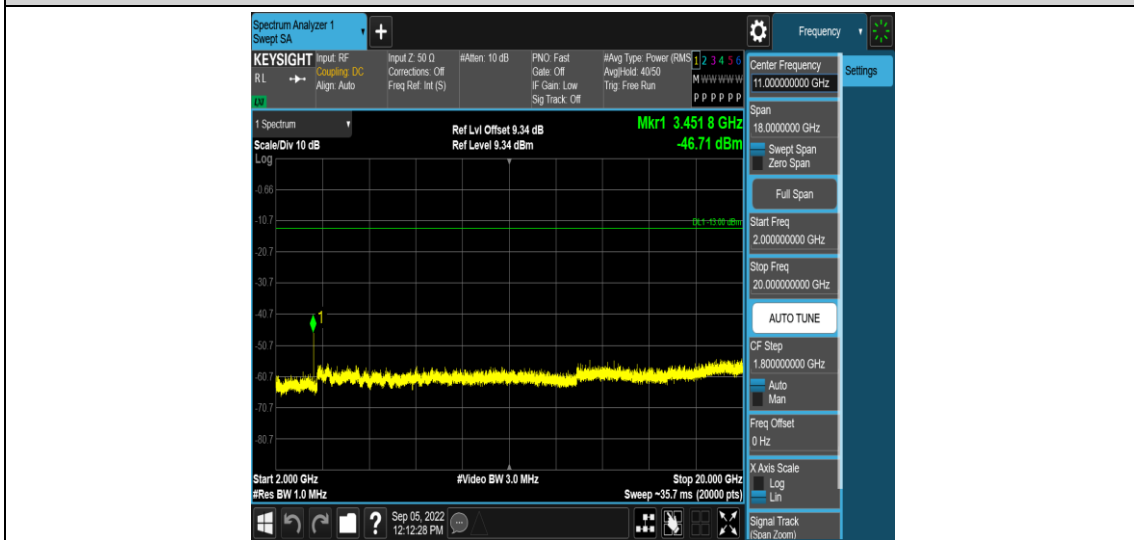 Spectrum Analyzer 1
Swept SA
+
Frequency
KEYSIGHT
RL
Input: RF
Coupling: DC
Align: Auto
Input Z: 50 Ω
Corrections: Off
Freq Ref: Int (S)
#Atten: 10 dB
PNO: Fast
Gate: Off
IF Gain: Low
Sig Track: Off
#Avg Type: Power (RMS
Avg|Hold: 40/50
Trig: Free Run
1 2 3 4 5 6
M W W W W W
P P P P P P
1 Spectrum
Scale/Div 10 dB
Ref Lvl Offset 9.34 dB
Ref Level 9.34 dBm
Mkr1 3.451 8 GHz
-46.71 dBm
Log
-0.66
-10.7
DL1 -13.00 dBm
-20.7
-30.7
-40.7
1
-50.7
-60.7
-70.7
-80.7
Start 2.000 GHz
#Res BW 1.0 MHz
#Video BW 3.0 MHz
Stop 20.000 GHz
Sweep ~35.7 ms (20000 pts)
Center Frequency
11.000000000 GHz
Settings
Span
18.0000000 GHz
Swept Span
Zero Span
Full Span
Start Freq
2.000000000 GHz
Stop Freq
20.000000000 GHz
AUTO TUNE
CF Step
1.800000000 GHz
Auto
Man
Freq Offset
0 Hz
X Axis Scale
Log
Lin
Signal Track
(Span Zoom)
?
Sep 05, 2022
12:12:28 PM